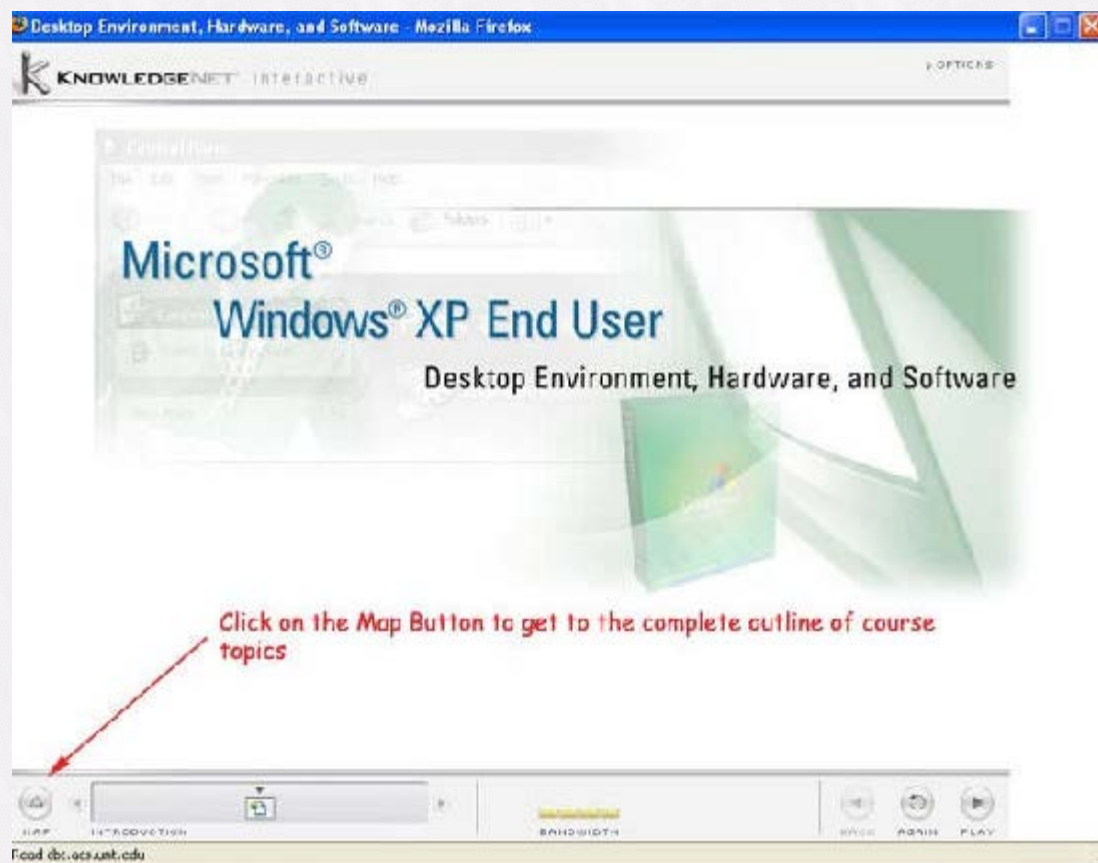 Desktop Environment, Hardware, and Software - Mozilla Firefox
KNOWLEDGENET interactive
OPTIONS
Microsoft®
Windows® XP End User
Desktop Environment, Hardware, and Software
Click on the Map Button to get to the complete outline of course
topics
MAP INTRODUCTION BANDWIDTH BACK AGAIN PLAY